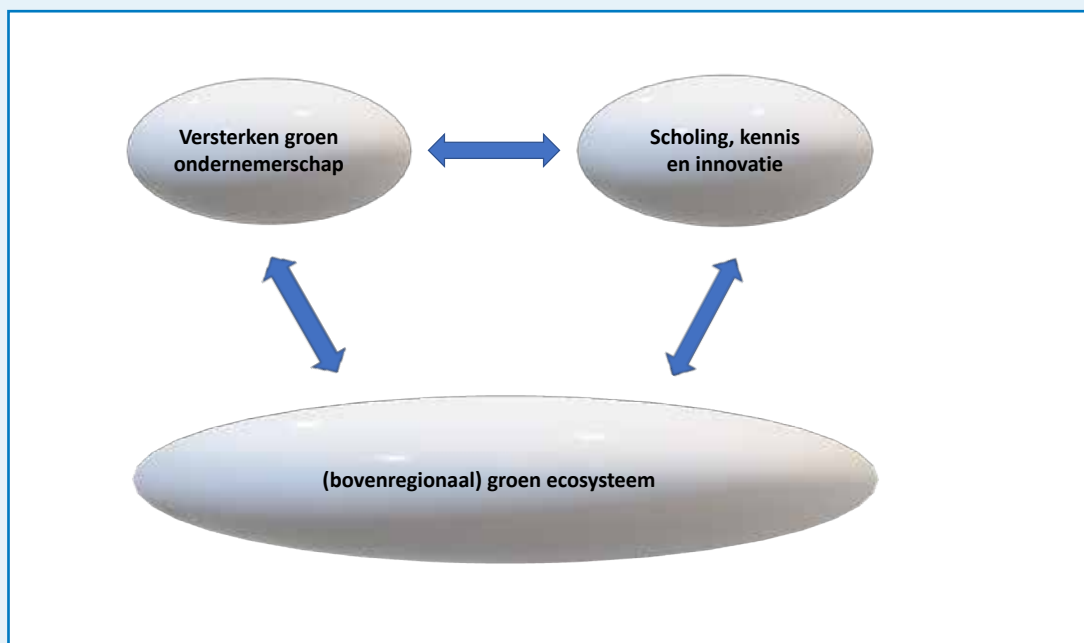 Versterken groen
ondernemerschap
Scholing, kennis
en innovatie
(bovenregionaal) groen ecosysteem